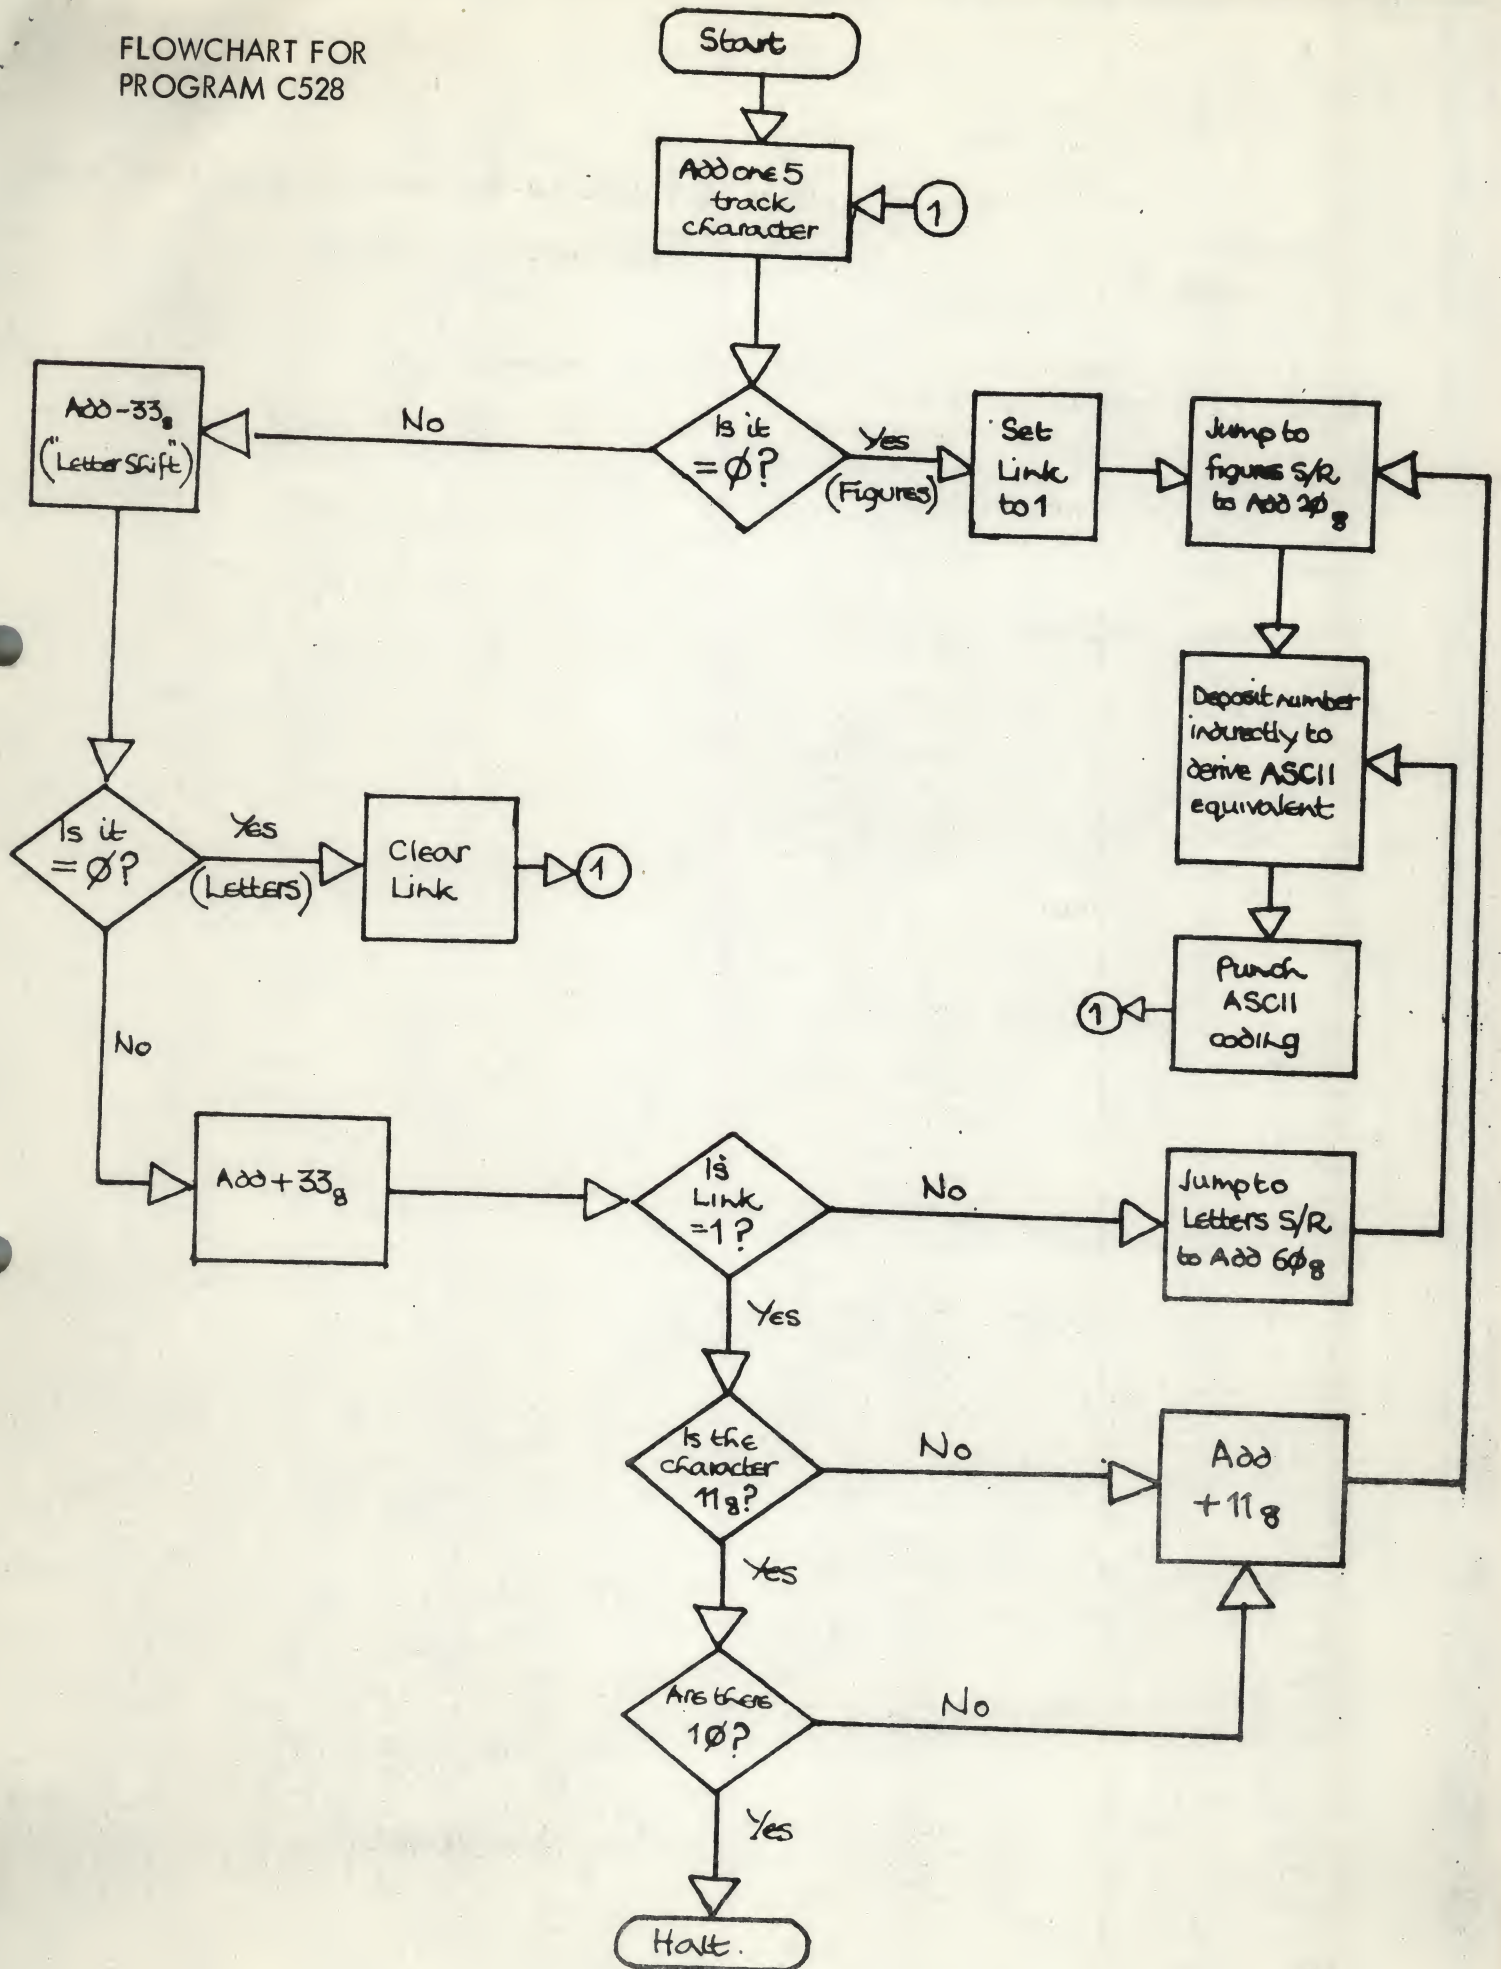 FLOWCHART FOR
PROGRAM C528
Start
Add one 5
track
character
1
Is it
= Ø?
No
Add -33₈
("Letter Shift")
Yes
(Figures)
Set
Link
to 1
Jump to
figures S/R
to Add 2Ø₈
Deposit number
indirectly to
derive ASCII
equivalent
Punch
ASCII
coding
1
Is it
= Ø?
Yes
(Letters)
Clear
Link
1
No
Add +33₈
Is
Link
=1?
No
Jump to
Letters S/R
to Add 6Ø₈
Yes
Is the
character
11₈?
No
Add
+11₈
Yes
Are there
1Ø?
No
Yes
Halt.